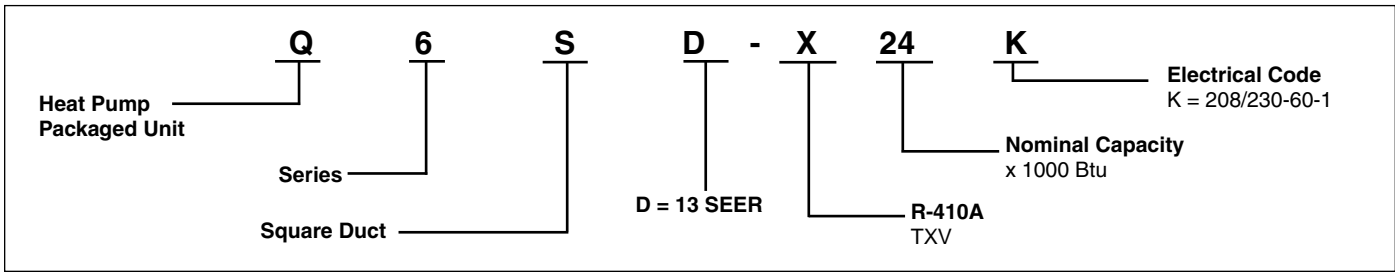 Q 6 S D - X 24 K
Heat Pump
Packaged Unit
Series
Square Duct
D = 13 SEER
R-410A
TXV
Nominal Capacity
x 1000 Btu
Electrical Code
K = 208/230-60-1